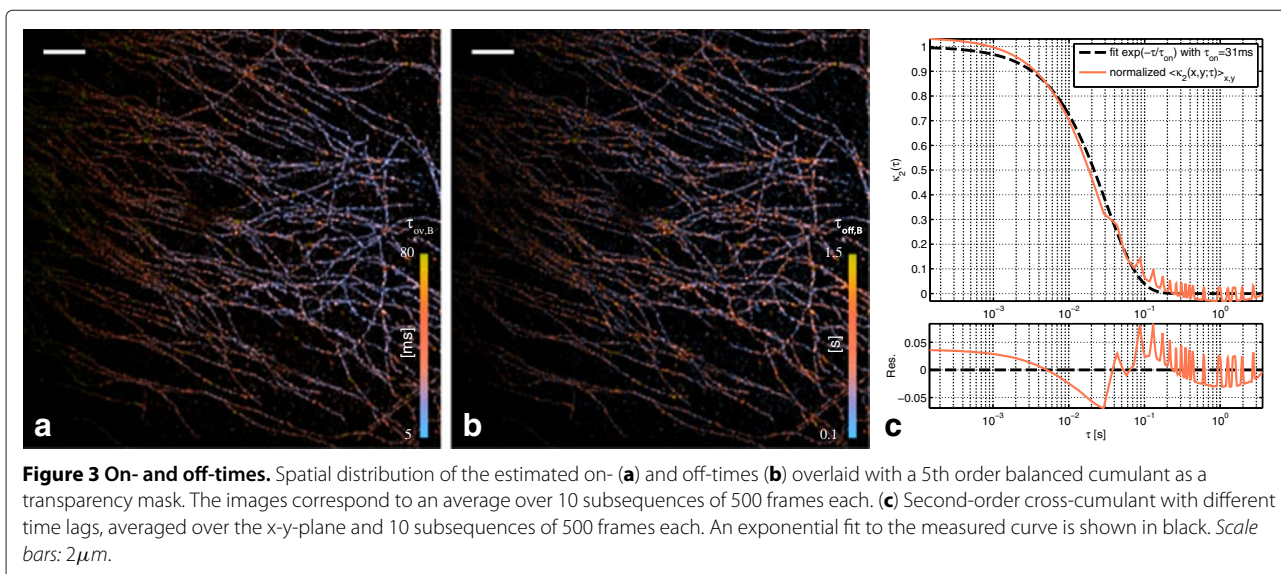 τov,B
80
[ms]
5
a
τoff,B
1.5
[s]
0.1
b
fit exp(−τ/τon) with τon=31ms
normalized <κ2(x,y;τ)>x,y
κ2(τ)
1
0.9
0.8
0.7
0.6
0.5
0.4
0.3
0.2
0.1
0
10⁻³
10⁻²
10⁻¹
10⁰
Res.
0.05
0
−0.05
10⁻³
10⁻²
10⁻¹
10⁰
τ [s]
c
Figure 3 On- and off-times. Spatial distribution of the estimated on- (a) and off-times (b) overlaid with a 5th order balanced cumulant as a
transparency mask. The images correspond to an average over 10 subsequences of 500 frames each. (c) Second-order cross-cumulant with different
time lags, averaged over the x-y-plane and 10 subsequences of 500 frames each. An exponential fit to the measured curve is shown in black. Scale
bars: 2μm.